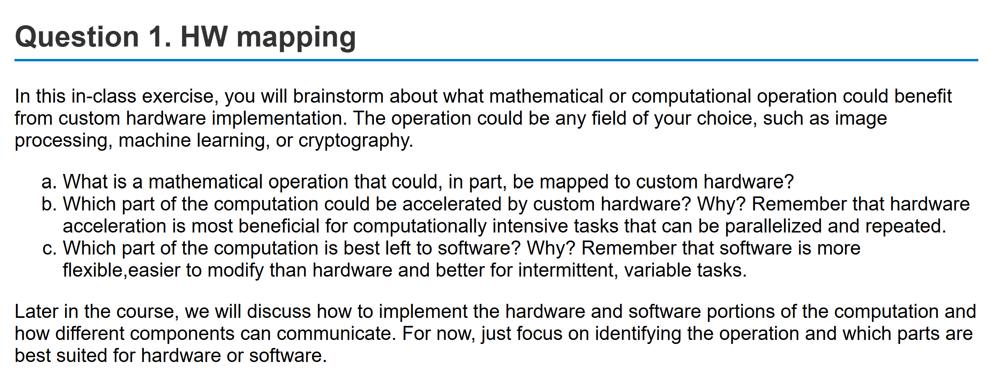 Question 1. HW mapping
In this in-class exercise, you will brainstorm about what mathematical or computational operation could benefit
from custom hardware implementation. The operation could be any field of your choice, such as image
processing, machine learning, or cryptography.
a. What is a mathematical operation that could, in part, be mapped to custom hardware?
b. Which part of the computation could be accelerated by custom hardware? Why? Remember that hardware
acceleration is most beneficial for computationally intensive tasks that can be parallelized and repeated.
c. Which part of the computation is best left to software? Why? Remember that software is more
flexible,easier to modify than hardware and better for intermittent, variable tasks.
Later in the course, we will discuss how to implement the hardware and software portions of the computation and
how different components can communicate. For now, just focus on identifying the operation and which parts are
best suited for hardware or software.